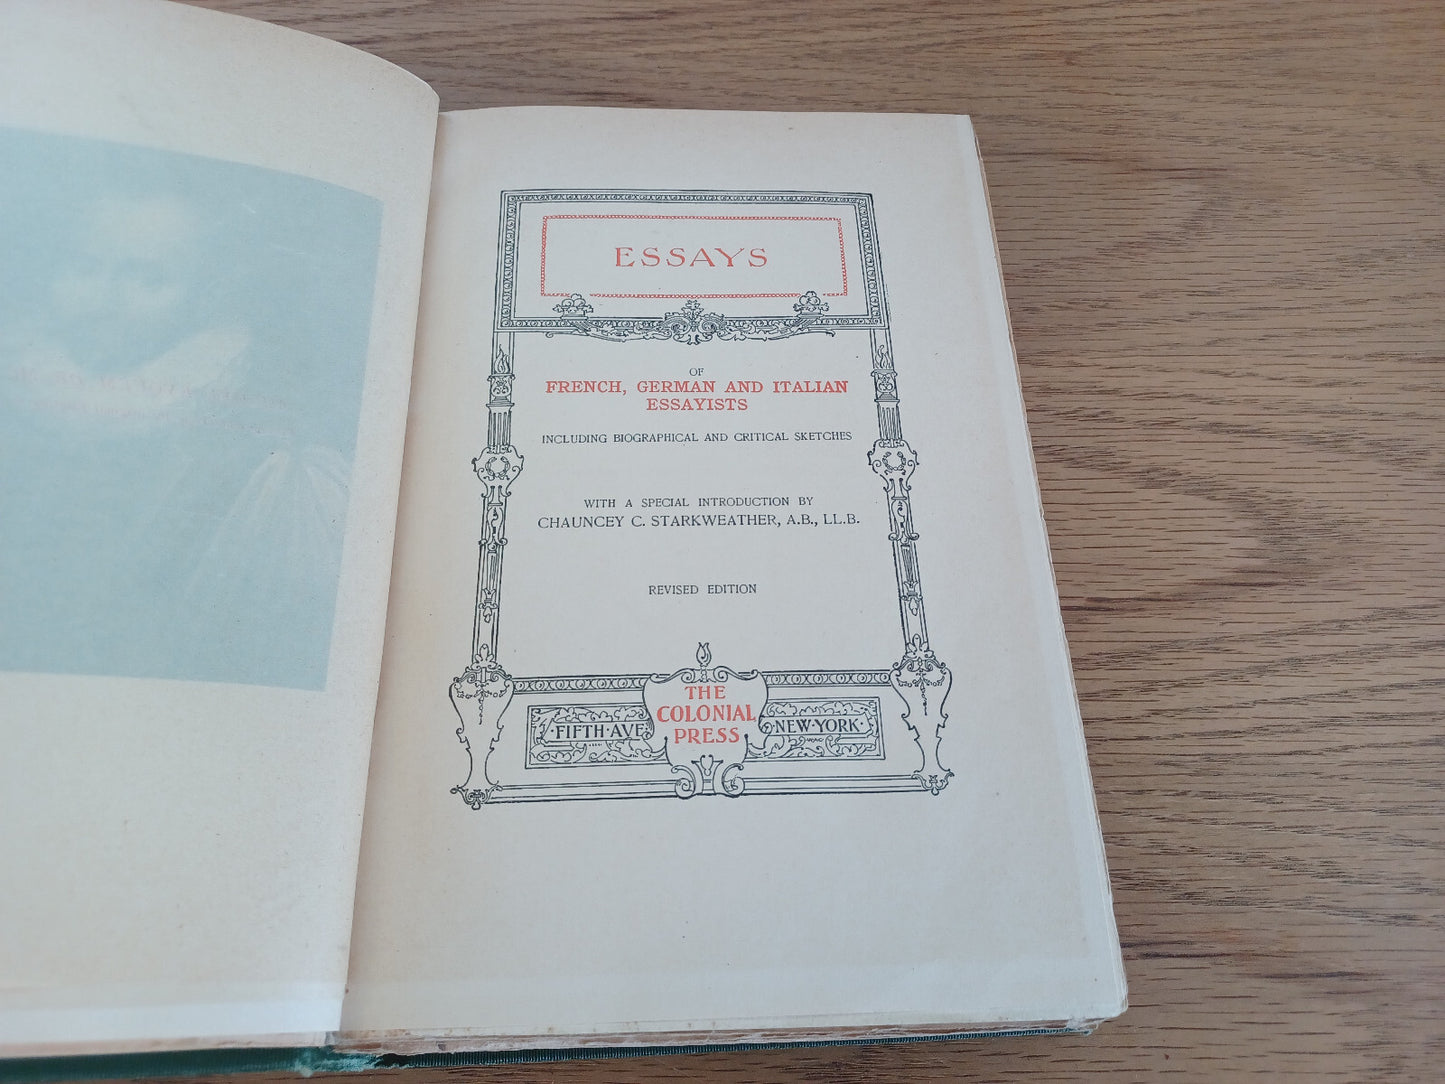 ESSAYS
OF
FRENCH, GERMAN AND ITALIAN
ESSAYISTS
INCLUDING BIOGRAPHICAL AND CRITICAL SKETCHES
WITH A SPECIAL INTRODUCTION BY
CHAUNCEY C. STARKWEATHER, A.B., LL.B.
REVISED EDITION
THE
COLONIAL
PRESS
·FIFTH·AVE·
·NEW·YORK·